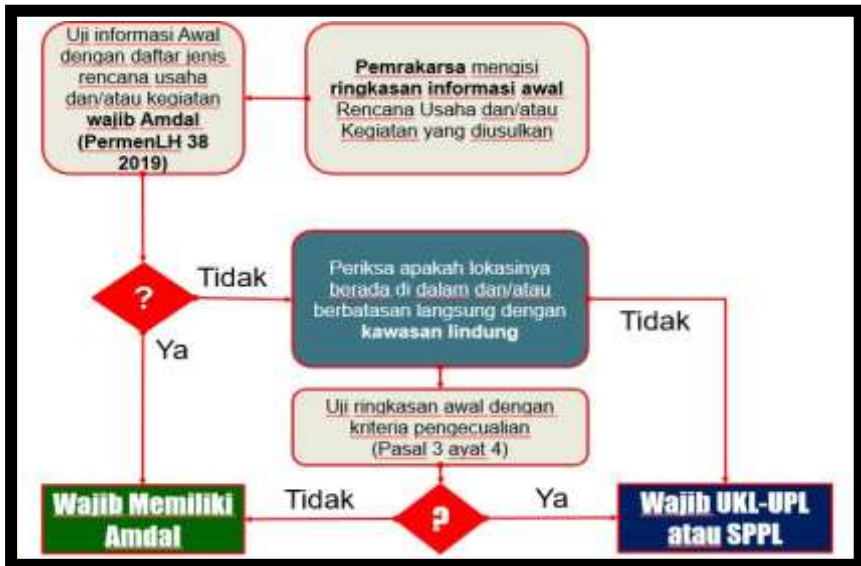 Uji informasi Awal
dengan daftar jenis
rencana usaha
dan/atau kegiatan
wajib Amdal
(PermenLH 38
2019)
Pemrakarsa mengisi
ringkasan informasi awal
Rencana Usaha dan/atau
Kegiatan yang diusulkan
?
Tidak
Ya
Periksa apakah lokasinya
berada di dalam dan/atau
berbatasan langsung dengan
kawasan lindung
Tidak
Uji ringkasan awal dengan
kriteria pengecualian
(Pasal 3 ayat 4)
Wajib Memiliki
Amdal
Tidak
?
Ya
Wajib UKL-UPL
atau SPPL